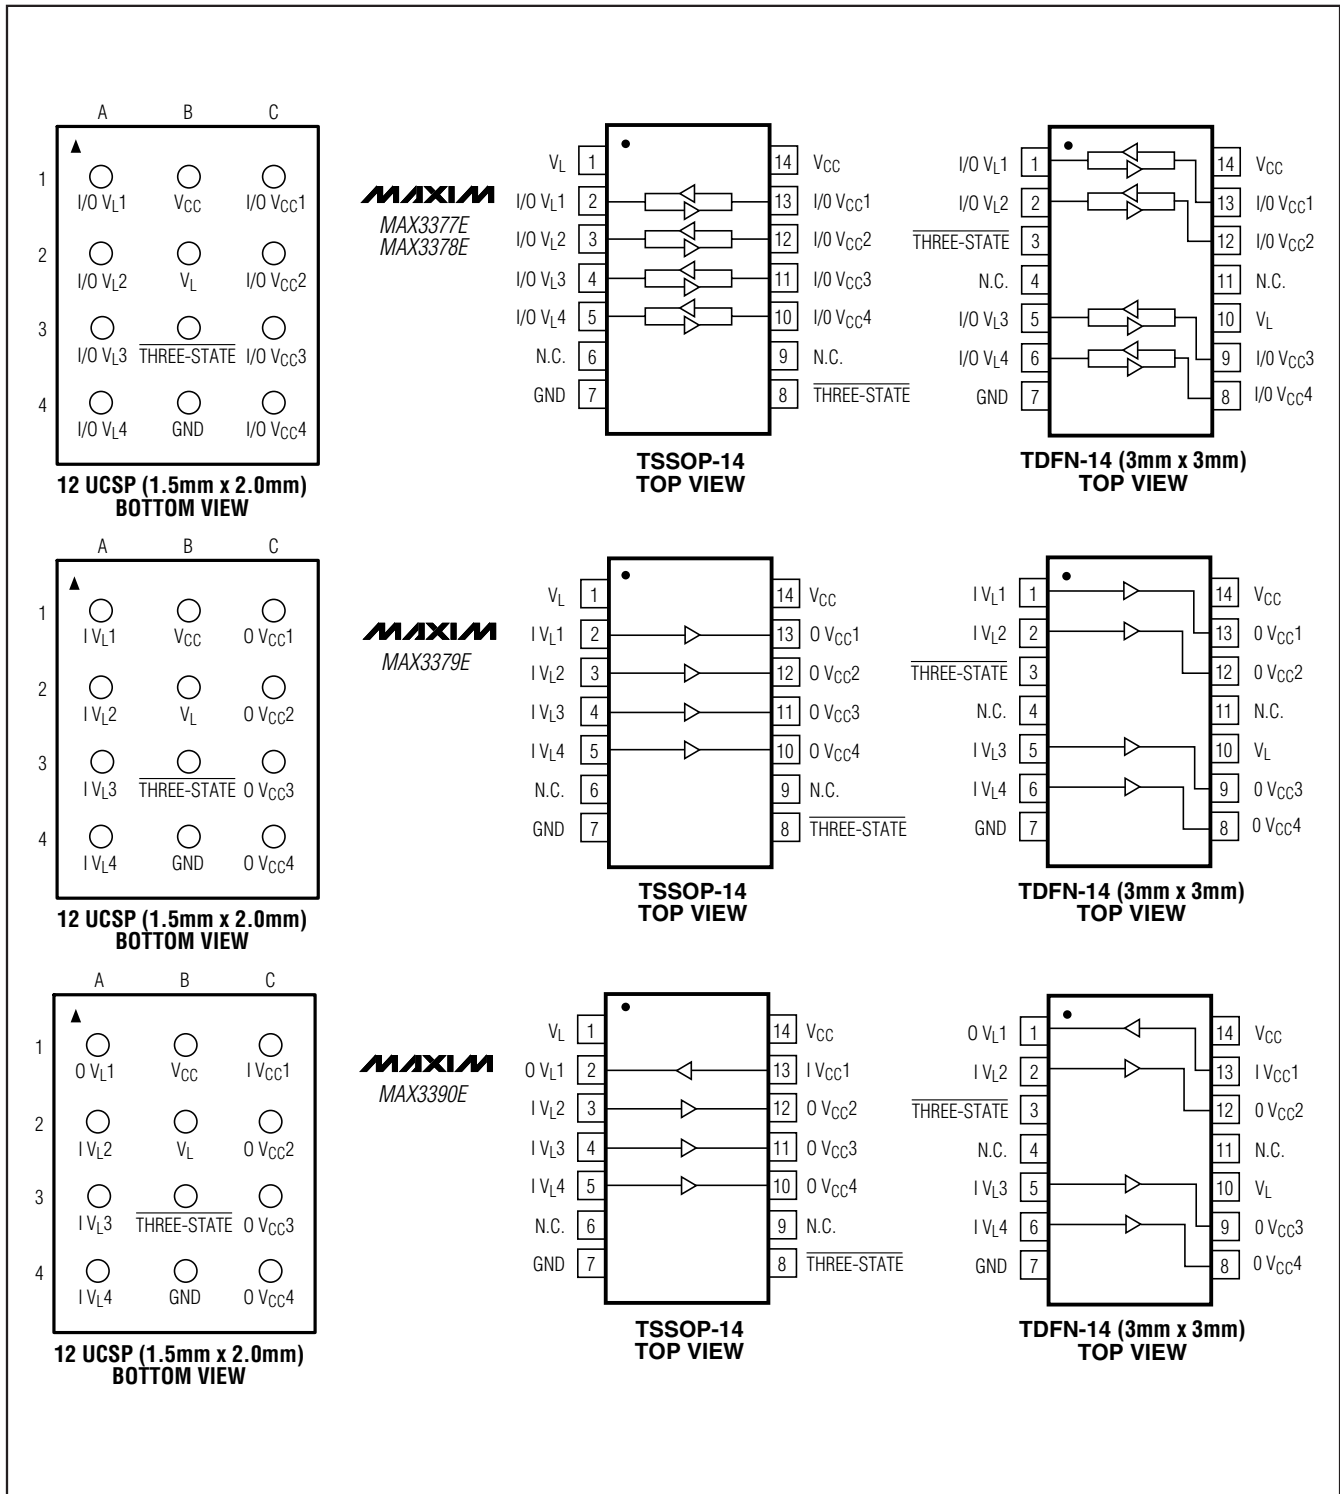 A B C
1
I/O VL1 VCC I/O VCC1
2
I/O VL2 VL I/O VCC2
3
I/O VL3 THREE-STATE I/O VCC3
4
I/O VL4 GND I/O VCC4
12 UCSP (1.5mm x 2.0mm)
BOTTOM VIEW
MAXIM
MAX3377E
MAX3378E
VL 1 14 VCC
I/O VL1 2 13 I/O VCC1
I/O VL2 3 12 I/O VCC2
I/O VL3 4 11 I/O VCC3
I/O VL4 5 10 I/O VCC4
N.C. 6 9 N.C.
GND 7 8 THREE-STATE
TSSOP-14
TOP VIEW
I/O VL1 1 14 VCC
I/O VL2 2 13 I/O VCC1
THREE-STATE 3 12 I/O VCC2
N.C. 4 11 N.C.
I/O VL3 5 10 VL
I/O VL4 6 9 I/O VCC3
GND 7 8 I/O VCC4
TDFN-14 (3mm x 3mm)
TOP VIEW
A B C
1
I VL1 VCC O VCC1
2
I VL2 VL O VCC2
3
I VL3 THREE-STATE O VCC3
4
I VL4 GND O VCC4
12 UCSP (1.5mm x 2.0mm)
BOTTOM VIEW
MAXIM
MAX3379E
VL 1 14 VCC
I VL1 2 13 O VCC1
I VL2 3 12 O VCC2
I VL3 4 11 O VCC3
I VL4 5 10 O VCC4
N.C. 6 9 N.C.
GND 7 8 THREE-STATE
TSSOP-14
TOP VIEW
I VL1 1 14 VCC
I VL2 2 13 O VCC1
THREE-STATE 3 12 O VCC2
N.C. 4 11 N.C.
I VL3 5 10 VL
I VL4 6 9 O VCC3
GND 7 8 O VCC4
TDFN-14 (3mm x 3mm)
TOP VIEW
A B C
1
O VL1 VCC I VCC1
2
I VL2 VL O VCC2
3
I VL3 THREE-STATE O VCC3
4
I VL4 GND O VCC4
12 UCSP (1.5mm x 2.0mm)
BOTTOM VIEW
MAXIM
MAX3390E
VL 1 14 VCC
O VL1 2 13 I VCC1
I VL2 3 12 O VCC2
I VL3 4 11 O VCC3
I VL4 5 10 O VCC4
N.C. 6 9 N.C.
GND 7 8 THREE-STATE
TSSOP-14
TOP VIEW
O VL1 1 14 VCC
I VL2 2 13 I VCC1
THREE-STATE 3 12 O VCC2
N.C. 4 11 N.C.
I VL3 5 10 VL
I VL4 6 9 O VCC3
GND 7 8 O VCC4
TDFN-14 (3mm x 3mm)
TOP VIEW